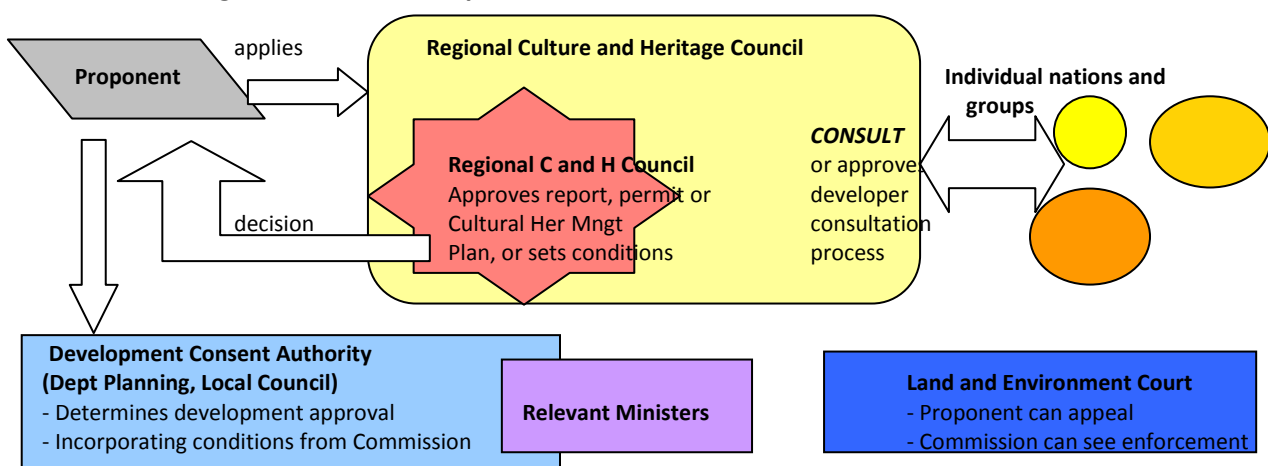 applies
Proponent
decision
Regional Culture and Heritage Council
Regional C and H Council
Approves report, permit or
Cultural Her Mngt
Plan, or sets conditions
CONSULT
or approves
developer
consultation
process
Individual nations and
groups
Development Consent Authority
(Dept Planning, Local Council)
- Determines development approval
- Incorporating conditions from Commission
Relevant Ministers
Land and Environment Court
- Proponent can appeal
- Commission can see enforcement